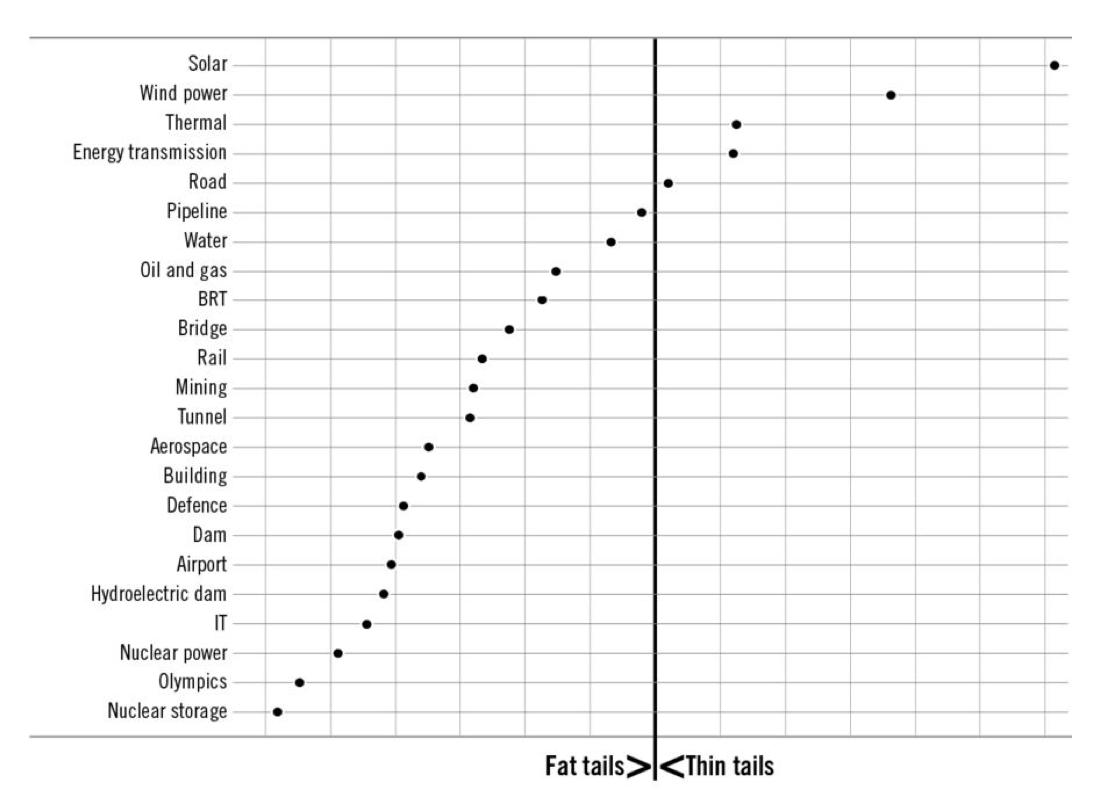 Solar
Wind power
Thermal
Energy transmission
Road
Pipeline
Water
Oil and gas
BRT
Bridge
Rail
Mining
Tunnel
Aerospace
Building
Defence
Dam
Airport
Hydroelectric dam
IT
Nuclear power
Olympics
Nuclear storage
Fat tails> <Thin tails